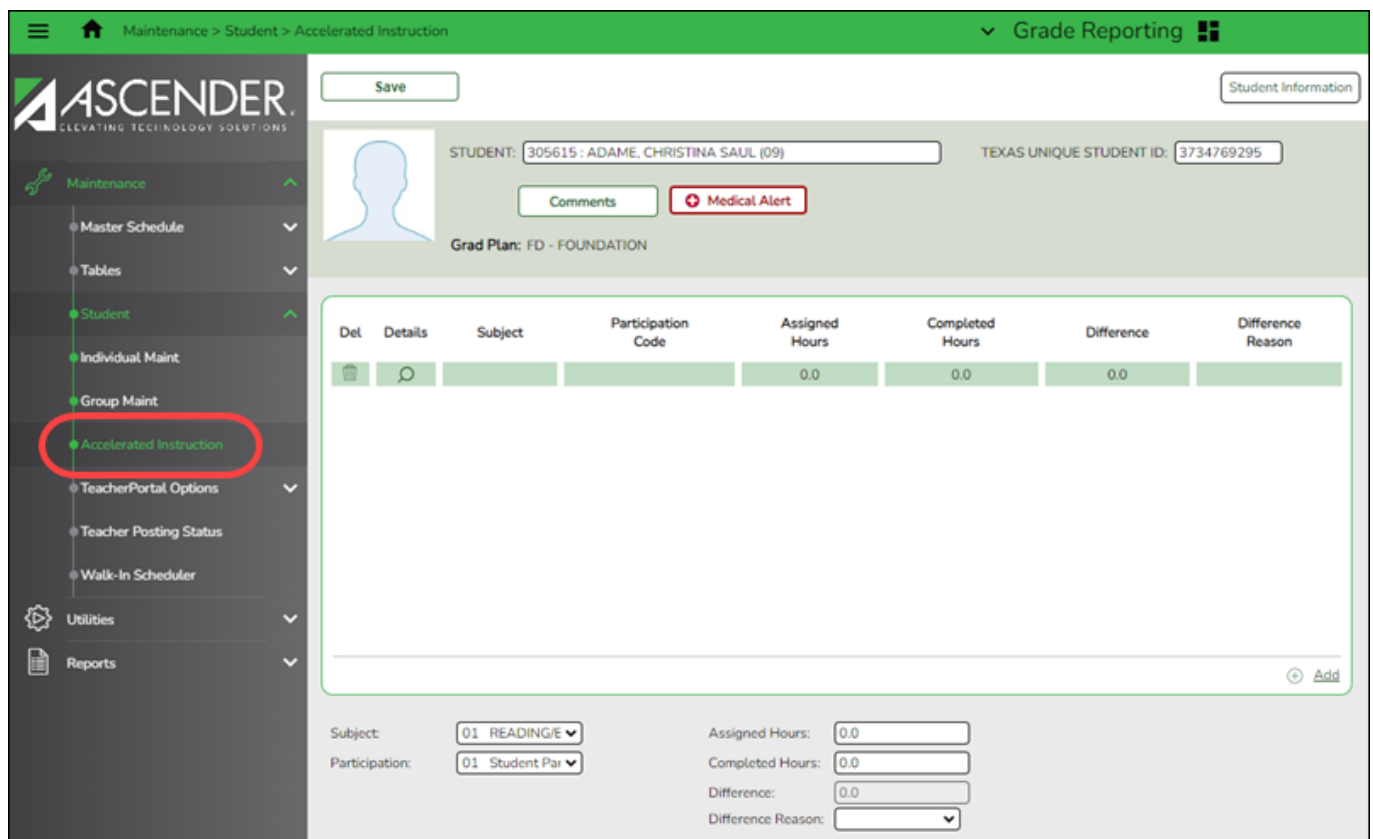 Maintenance > Student > Accelerated Instruction
Grade Reporting
ASCENDER
ELEVATING TECHNOLOGY SOLUTIONS
Maintenance
Master Schedule
Tables
Student
Individual Maint
Group Maint
Accelerated Instruction
TeacherPortal Options
Teacher Posting Status
Walk-In Scheduler
Utilities
Reports
Save
Student Information
STUDENT: 305615 : ADAME, CHRISTINA SAUL (09) TEXAS UNIQUE STUDENT ID: 3734769295
Comments Medical Alert
Grad Plan: FD - FOUNDATION
Del Details Subject Participation Code Assigned Hours Completed Hours Difference Difference Reason
0.0 0.0 0.0
Add
Subject: 01 READING/E Assigned Hours: 0.0
Participation: 01 Student Par Completed Hours: 0.0
Difference: 0.0
Difference Reason: